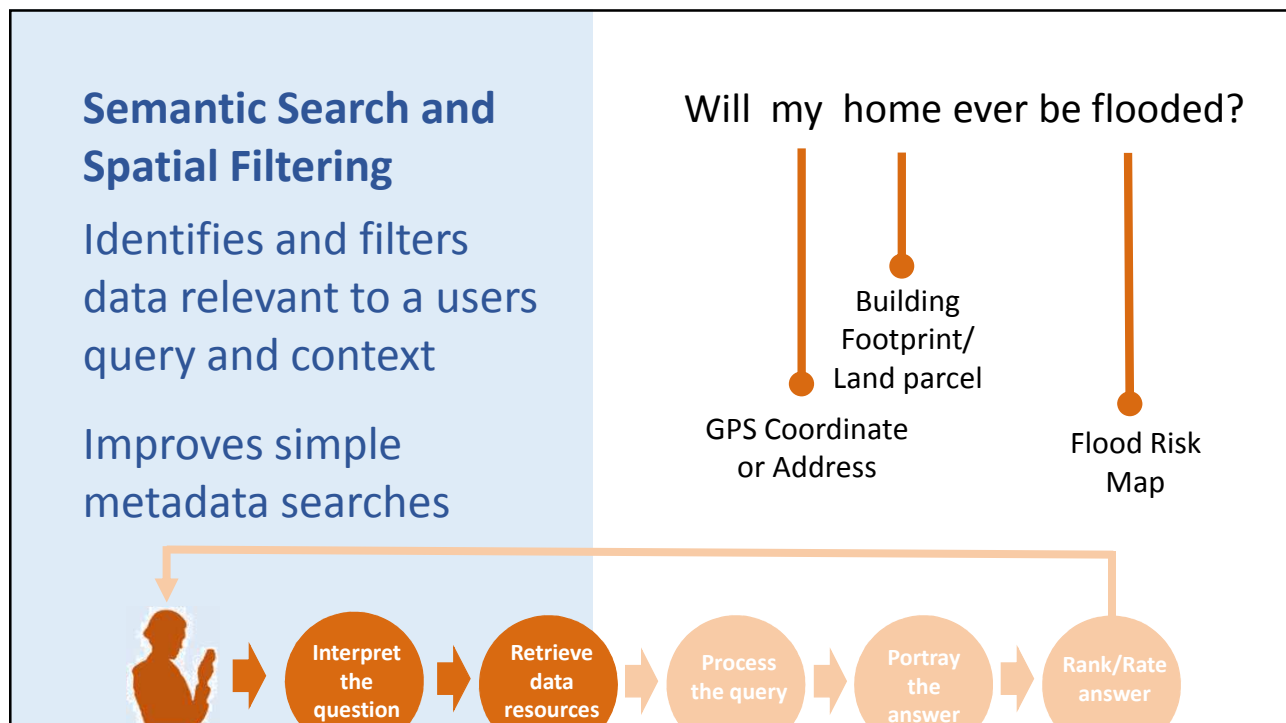 Semantic Search and
Spatial Filtering
Identifies and filters
data relevant to a users
query and context
Improves simple
metadata searches
Will my home ever be flooded?
Building
Footprint/
Land parcel
GPS Coordinate
or Address
Flood Risk
Map
Interpret
the
question
Retrieve
data
resources
Process
the query
Portray
the
answer
Rank/Rate
answer